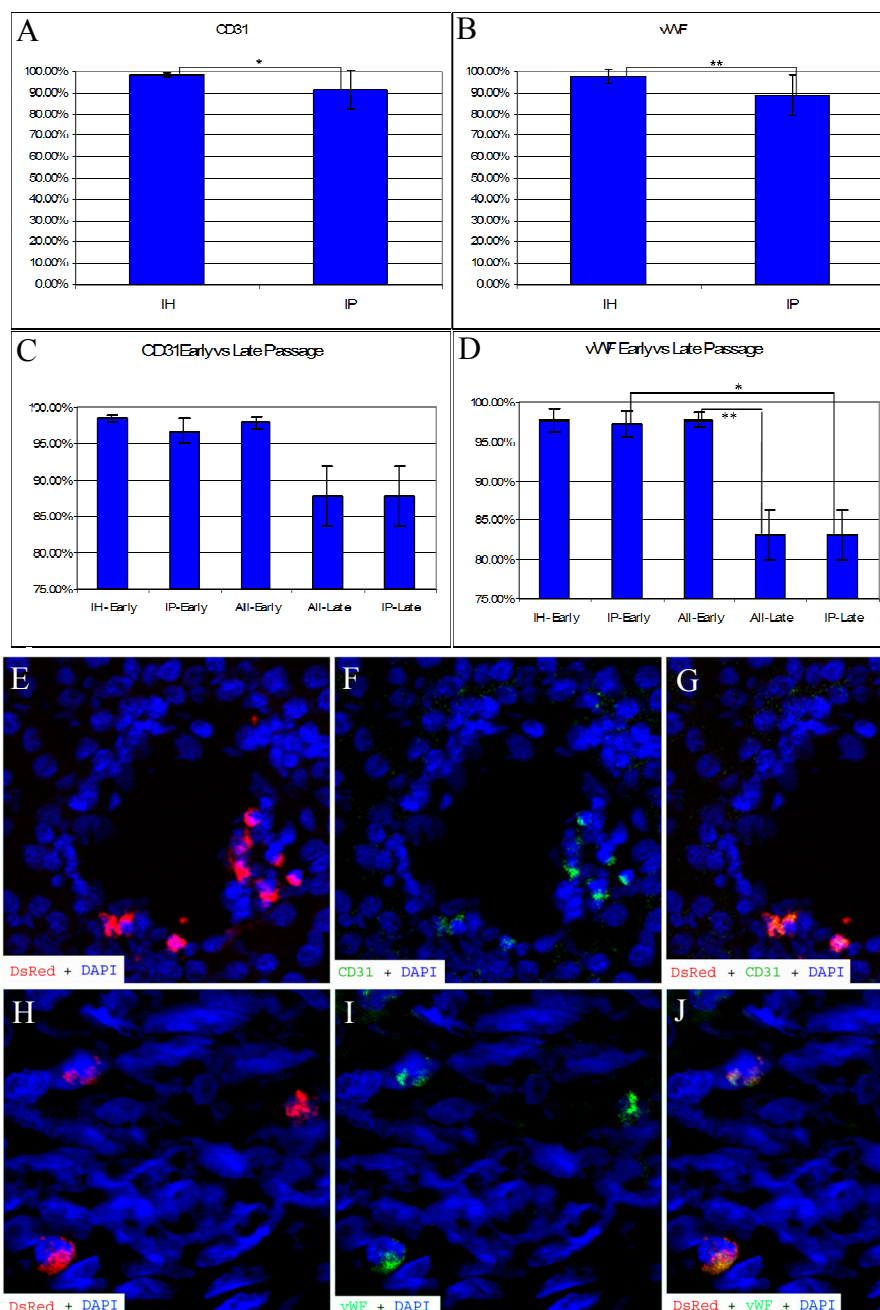 A
CD31
*
100.00%
90.00%
80.00%
70.00%
60.00%
50.00%
40.00%
30.00%
20.00%
10.00%
0.00%
IH
IP
B
vWF
**
100.00%
90.00%
80.00%
70.00%
60.00%
50.00%
40.00%
30.00%
20.00%
10.00%
0.00%
IH
IP
C
CD31 Early vs Late Passage
100.00%
95.00%
90.00%
85.00%
80.00%
75.00%
IH-Early
IP-Early
All-Early
All-Late
IP-Late
D
vWF Early vs Late Passage
*
**
100.00%
95.00%
90.00%
85.00%
80.00%
75.00%
IH-Early
IP-Early
All-Early
All-Late
IP-Late
E
DsRed + DAPI
F
CD31 + DAPI
G
DsRed + CD31 + DAPI
H
DsRed + DAPI
I
vWF + DAPI
J
DsRed + vWF + DAPI